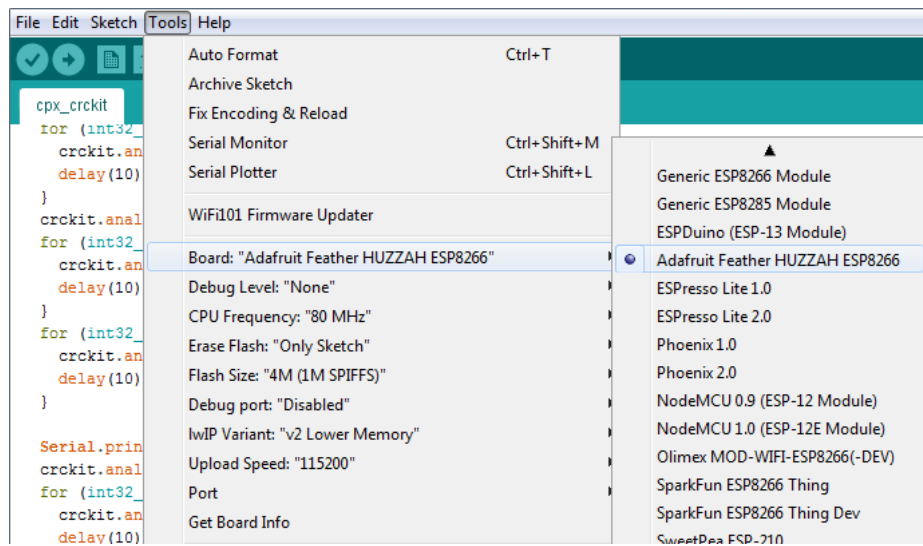 File Edit Sketch Tools Help
cpx_crckit
for (int32_
crckit.an
delay(10)
}
crckit.anal
for (int32_
crckit.an
delay(10)
}
for (int32_
crckit.an
delay(10)
}
Serial.prin
crckit.anal
for (int32_
crckit.an
delay(10)
Auto Format Ctrl+T
Archive Sketch
Fix Encoding & Reload
Serial Monitor Ctrl+Shift+M
Serial Plotter Ctrl+Shift+L
WiFi101 Firmware Updater
Board: "Adafruit Feather HUZZAH ESP8266"
Debug Level: "None"
CPU Frequency: "80 MHz"
Erase Flash: "Only Sketch"
Flash Size: "4M (1M SPIFFS)"
Debug port: "Disabled"
lwIP Variant: "v2 Lower Memory"
Upload Speed: "115200"
Port
Get Board Info
Generic ESP8266 Module
Generic ESP8285 Module
ESPDuino (ESP-13 Module)
Adafruit Feather HUZZAH ESP8266
ESPresso Lite 1.0
ESPresso Lite 2.0
Phoenix 1.0
Phoenix 2.0
NodeMCU 0.9 (ESP-12 Module)
NodeMCU 1.0 (ESP-12E Module)
Olimex MOD-WIFI-ESP8266(-DEV)
SparkFun ESP8266 Thing
SparkFun ESP8266 Thing Dev
SweetPea ESP-210